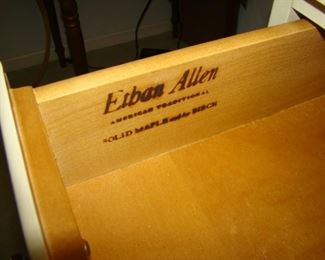 Ethan Allen
AMERICAN TRADITIONAL
SOLID MAPLE and/or BIRCH